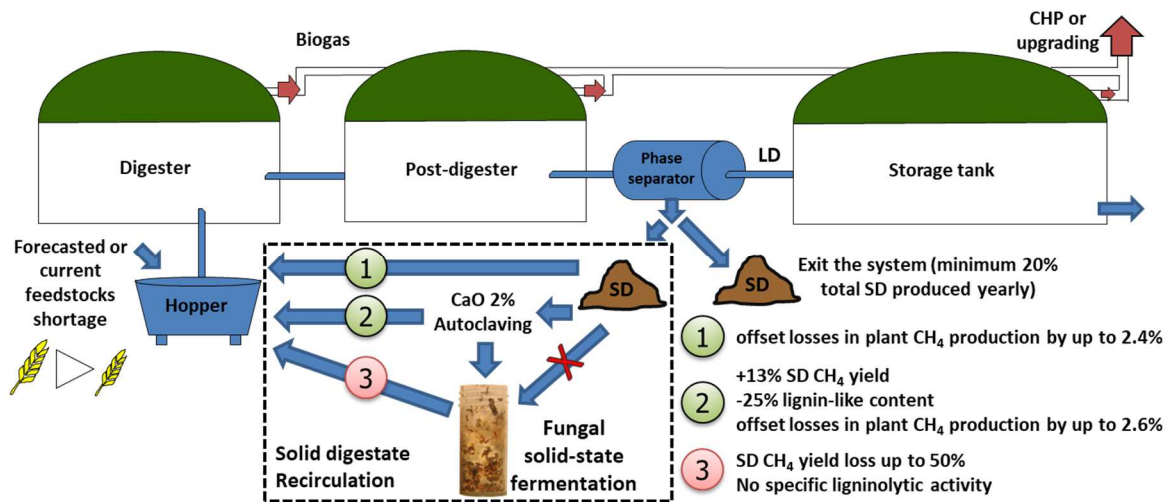 CHP or
upgrading
Biogas
Digester
Post-digester
Phase
separator
LD
Storage tank
Forecasted or
current
feedstocks
shortage
Hopper
1
SD
SD
Exit the system (minimum 20%
total SD produced yearly)
CaO 2%
Autoclaving
2
3
Solid digestate
Recirculation
Fungal
solid-state
fermentation
1
offset losses in plant CH₄ production by up to 2.4%
2
+13% SD CH₄ yield
-25% lignin-like content
offset losses in plant CH₄ production by up to 2.6%
3
SD CH₄ yield loss up to 50%
No specific ligninolytic activity